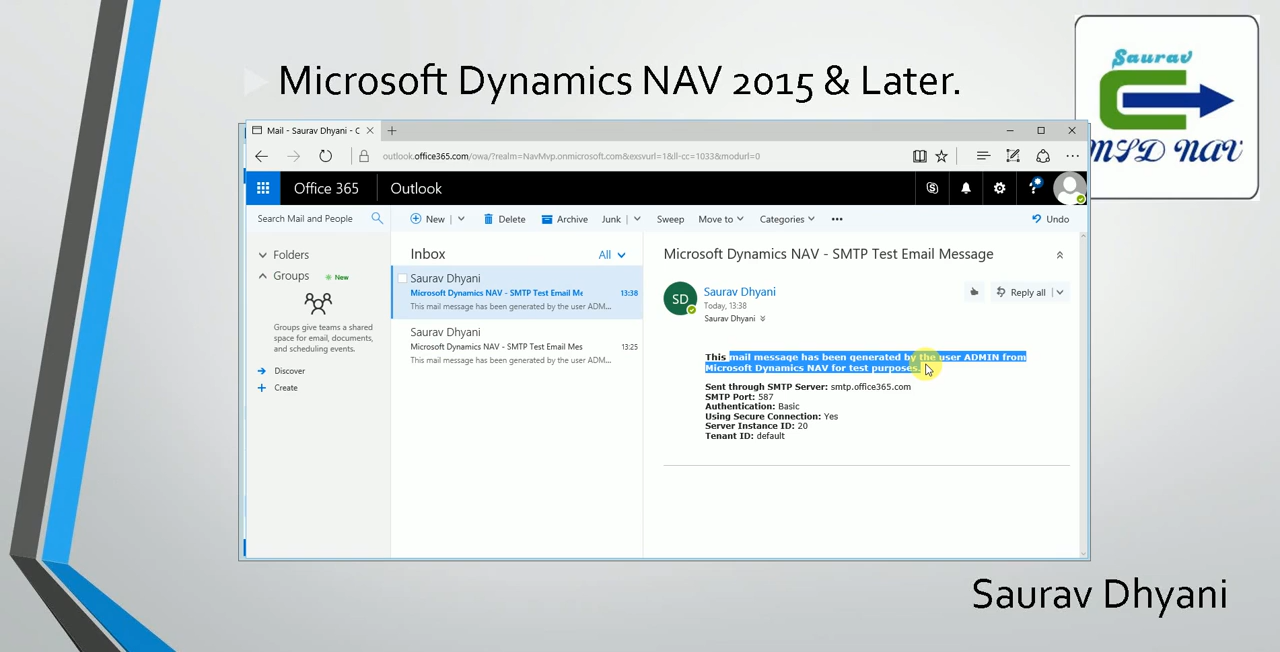 Microsoft Dynamics NAV 2015 & Later.
Saurav
MSD NAV
Mail - Saurav Dhyani - O
outlook.office365.com/owa/?realm=NavMvp.onmicrosoft.com&exsvurl=1&ll-cc=1033&modurl=0
Office 365 Outlook
?
Search Mail and People
New Delete Archive Junk Sweep Move to Categories ••• Undo
Folders
Groups New
Groups give teams a shared
space for email, documents,
and scheduling events.
Discover
Create
Inbox All
Saurav Dhyani
Microsoft Dynamics NAV - SMTP Test Email Me 13:38
This mail message has been generated by the user ADM...
Saurav Dhyani
Microsoft Dynamics NAV - SMTP Test Email Mes 13:25
This mail message has been generated by the user ADM...
Microsoft Dynamics NAV - SMTP Test Email Message
SD
Saurav Dhyani
Reply all
Today, 13:38
Saurav Dhyani
This mail message has been generated by the user ADMIN from
Microsoft Dynamics NAV for test purposes.
Sent through SMTP Server: smtp.office365.com
SMTP Port: 587
Authentication: Basic
Using Secure Connection: Yes
Server Instance ID: 20
Tenant ID: default
Saurav Dhyani